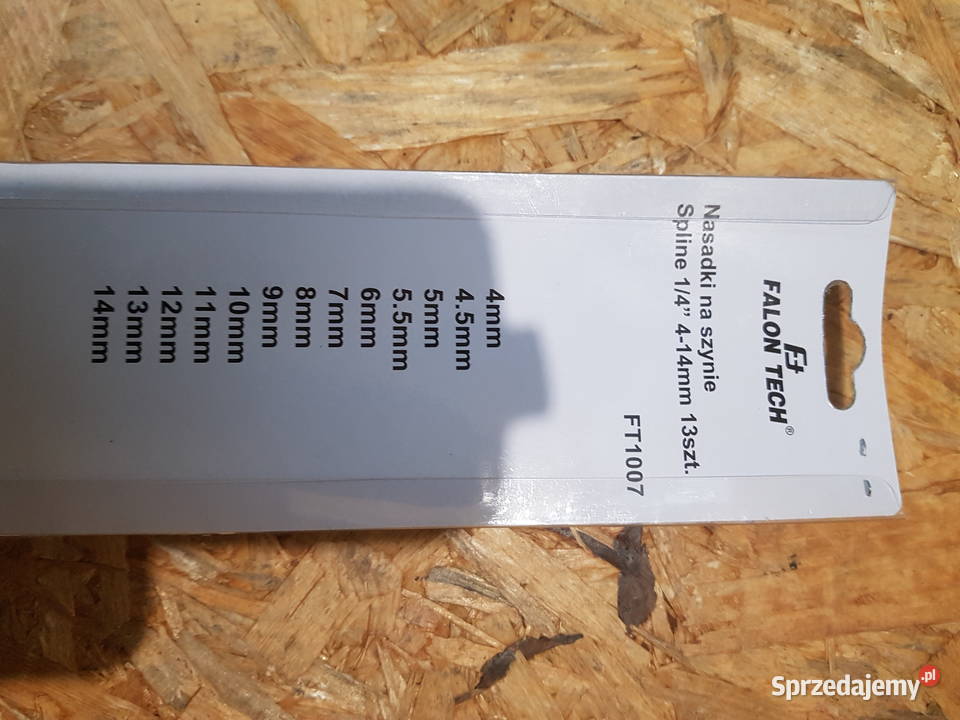 FALON TECH®
Nasadki na szynie
Spline 1/4” 4-14mm 13szt.
FT1007
4mm
4.5mm
5mm
5.5mm
6mm
7mm
8mm
9mm
10mm
11mm
12mm
13mm
14mm
Sprzedajemy.pl